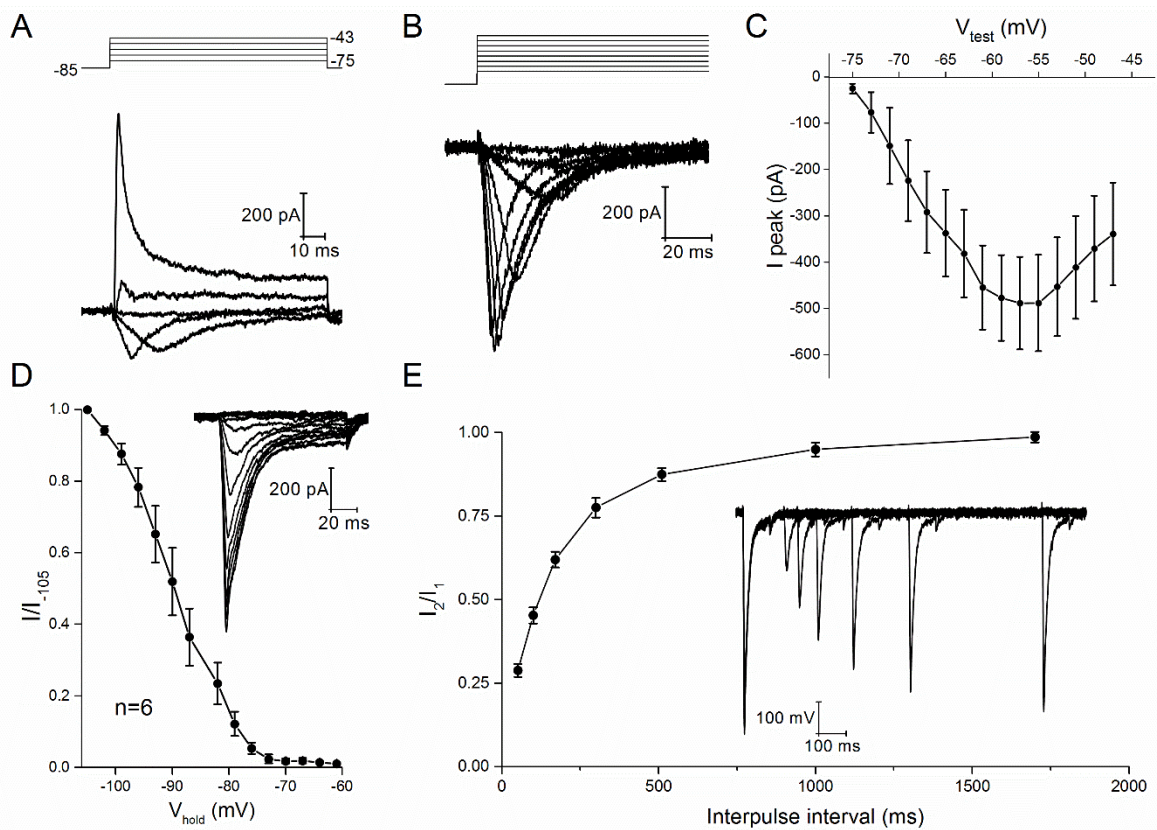 A
-43
-75
-85
200 pA
10 ms
B
200 pA
20 ms
C
V_test (mV)
-75 -70 -65 -60 -55 -50 -45
0
-100
-200
-300
-400
-500
-600
I peak (pA)
D
1.0
0.8
0.6
0.4
0.2
0.0
I/I_-105
200 pA
20 ms
n=6
-100 -90 -80 -70 -60
V_hold (mV)
E
1.00
0.75
0.50
0.25
0.00
I_2/I_1
100 mV
100 ms
0 500 1000 1500 2000
Interpulse interval (ms)